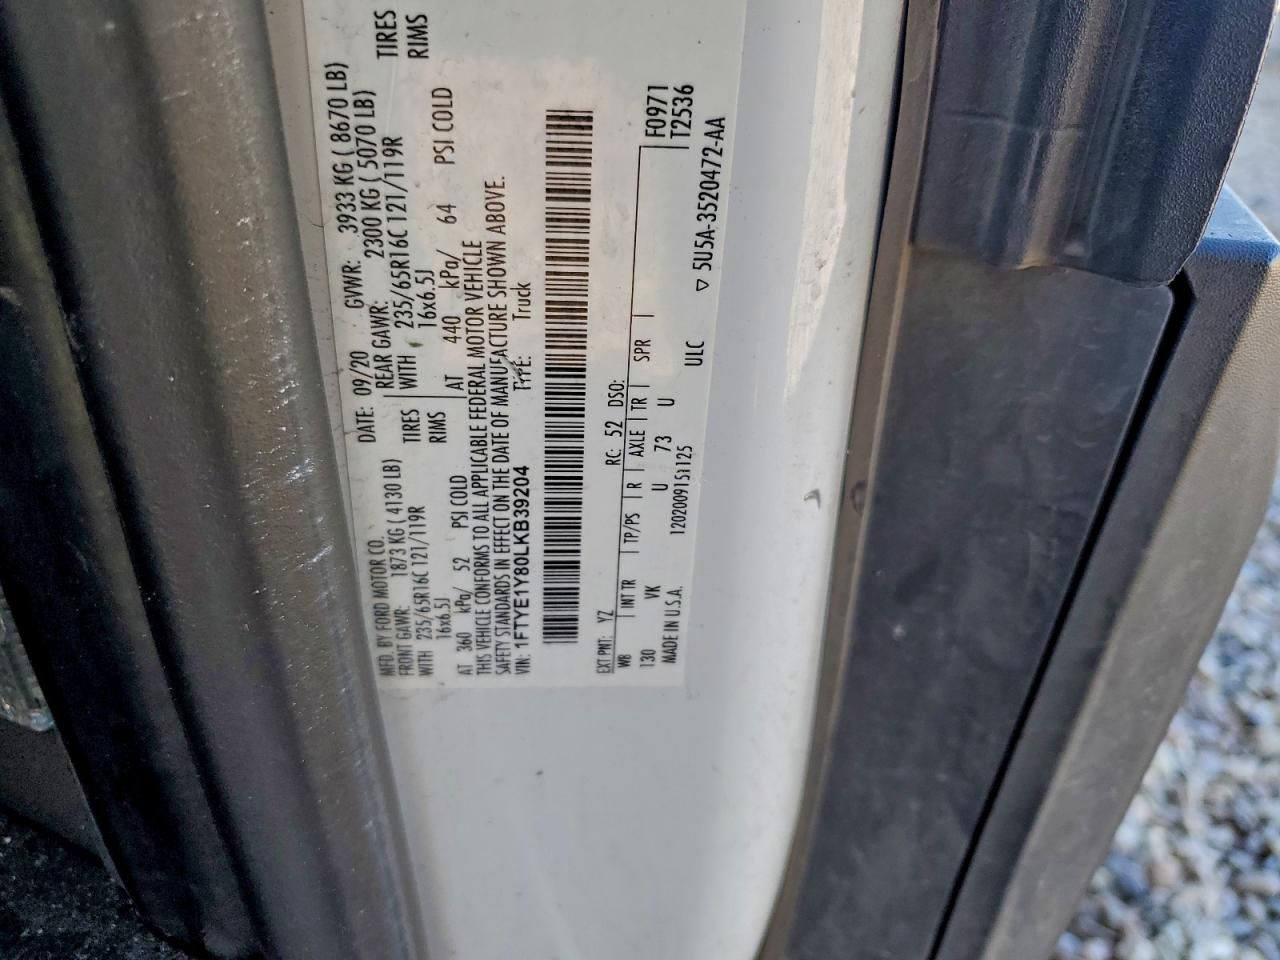 MFD. BY FORD MOTOR CO. DATE: 09/20 GVWR: 3933 KG ( 8670 LB)
FRONT GAWR: 1873 KG ( 4130 LB) REAR GAWR: 2300 KG ( 5070 LB)
WITH 235/65R16C 121/119R TIRES WITH 235/65R16C 121/119R TIRES
16x6.5J RIMS 16x6.5J RIMS
AT 360 kPa/ 52 PSI COLD AT 440 kPa/ 64 PSI COLD
THIS VEHICLE CONFORMS TO ALL APPLICABLE FEDERAL MOTOR VEHICLE
SAFETY STANDARDS IN EFFECT ON THE DATE OF MANUFACTURE SHOWN ABOVE.
VIN: 1FTYE1Y80LKB39204 TYPE: Truck
EXT PNT: YZ RC: 52 DSO:
WB INT TR TP/PS R AXLE TR SPR F0971
130 VK U 73 U T2536
MADE IN U.S.A. 1202009151125 ULC ▽ 5U5A-3520472-AA